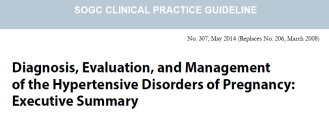 SOGC CLINICAL PRACTICE GUIDELINE
No. 307, May 2014 (Replaces No. 206, March 2008)
Diagnosis, Evaluation, and Management
of the Hypertensive Disorders of Pregnancy:
Executive Summary